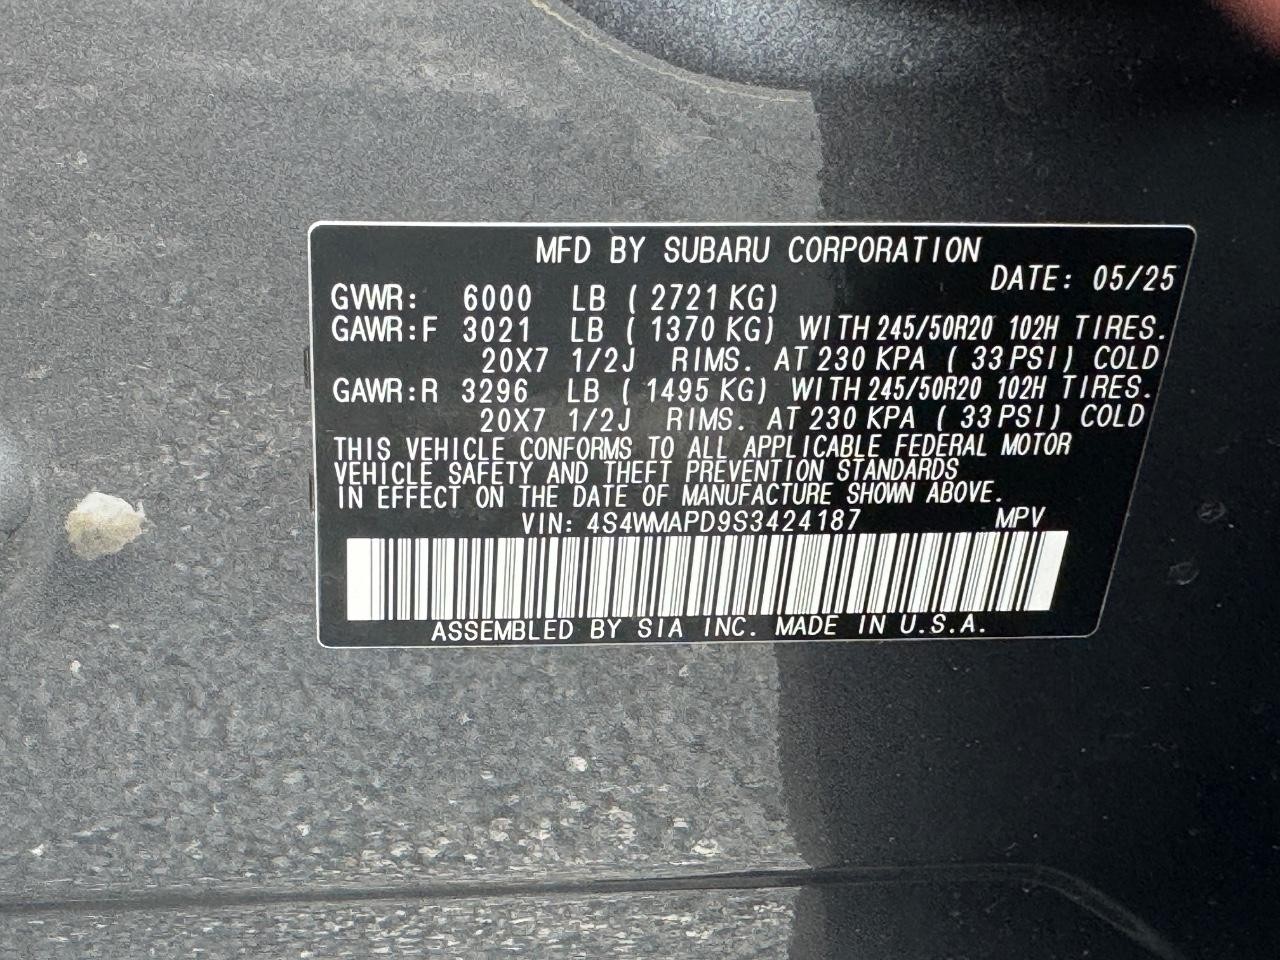 MFD BY SUBARU CORPORATION
DATE: 05/25
GVWR: 6000 LB ( 2721 KG)
GAWR:F 3021 LB ( 1370 KG) WITH 245/50R20 102H TIRES.
20X7 1/2J RIMS. AT 230 KPA ( 33 PSI) COLD
GAWR:R 3296 LB ( 1495 KG) WITH 245/50R20 102H TIRES.
20X7 1/2J RIMS. AT 230 KPA ( 33 PSI) COLD
THIS VEHICLE CONFORMS TO ALL APPLICABLE FEDERAL MOTOR
VEHICLE SAFETY AND THEFT PREVENTION STANDARDS
IN EFFECT ON THE DATE OF MANUFACTURE SHOWN ABOVE.
VIN: 4S4WMAPD9S3424187 MPV
ASSEMBLED BY SIA INC. MADE IN U.S.A.